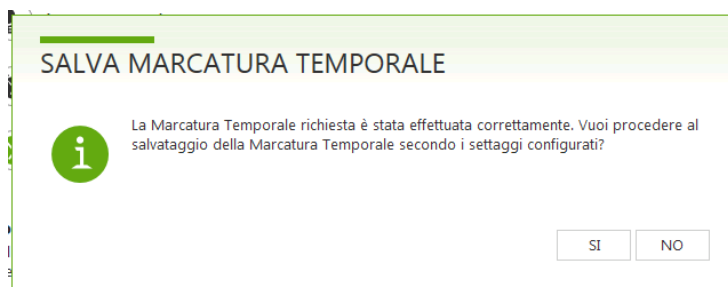 SALVA MARCATURA TEMPORALE
La Marcatura Temporale richiesta è stata effettuata correttamente. Vuoi procedere al
salvataggio della Marcatura Temporale secondo i settaggi configurati?
SI NO